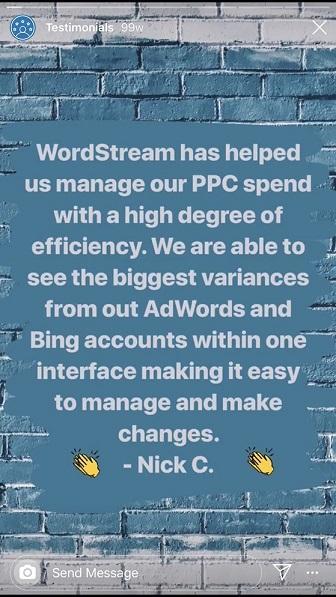 Testimonials 99w
WordStream has helped
us manage our PPC spend
with a high degree of
efficiency. We are able to
see the biggest variances
from out AdWords and
Bing accounts within one
interface making it easy
to manage and make
changes.
- Nick C.
Send Message